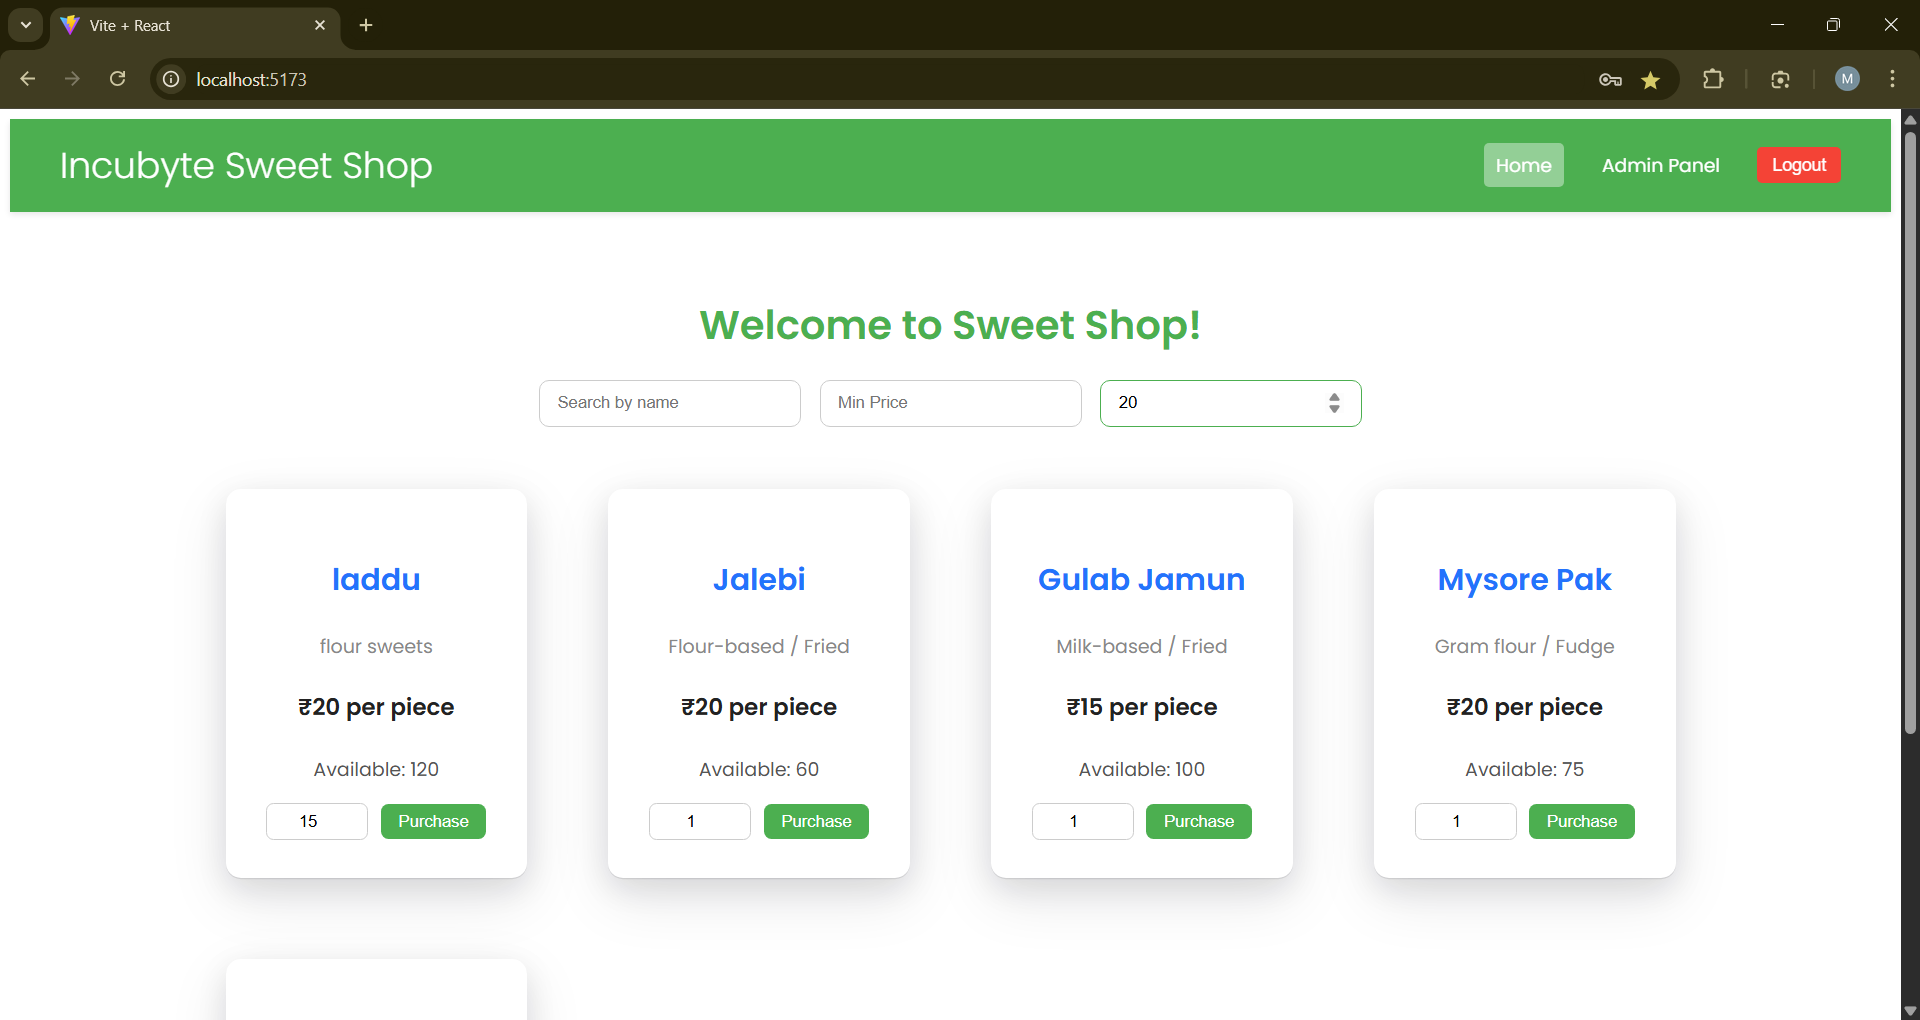 Vite + React
localhost:5173
M
Incubyte Sweet Shop
Home
Admin Panel
Logout
Welcome to Sweet Shop!
Search by name
Min Price
20
laddu
flour sweets
₹20 per piece
Available: 120
15
Purchase
Jalebi
Flour-based / Fried
₹20 per piece
Available: 60
1
Purchase
Gulab Jamun
Milk-based / Fried
₹15 per piece
Available: 100
1
Purchase
Mysore Pak
Gram flour / Fudge
₹20 per piece
Available: 75
1
Purchase